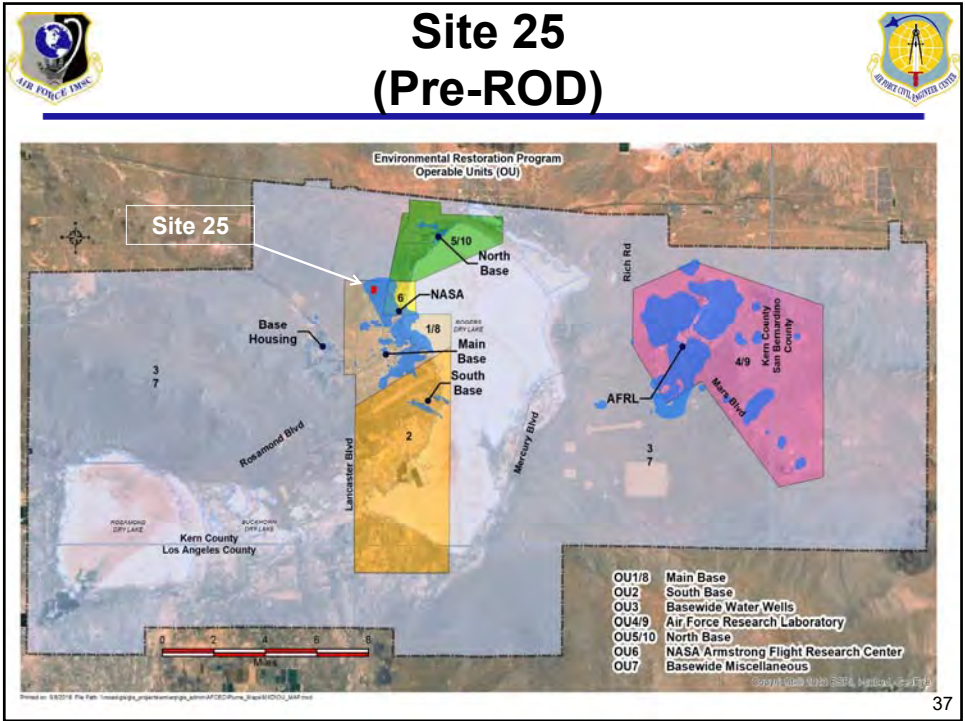 Site 25
(Pre-ROD)
AIR FORCE IMSC
AIR FORCE CIVIL ENGINEER CENTER
Environmental Restoration Program
Operable Units (OU)
Site 25
5/10
North
Base
Rich Rd
6
NASA
Base
Housing
1/8
ROGERS
DRY LAKE
Main
Base
South
Base
Kern County
San Bernardino
County
4/9
AFRL
Mars Blvd
3
7
Rosamond Blvd
Lancaster Blvd
2
Mercury Blvd
3
7
ROSAMOND
DRY LAKE
BUCKHORN
DRY LAKE
Kern County
Los Angeles County
OU1/8 Main Base
OU2 South Base
OU3 Basewide Water Wells
OU4/9 Air Force Research Laboratory
OU5/10 North Base
OU6 NASA Armstrong Flight Research Center
OU7 Basewide Miscellaneous
0 2 4 6 8
Miles
37